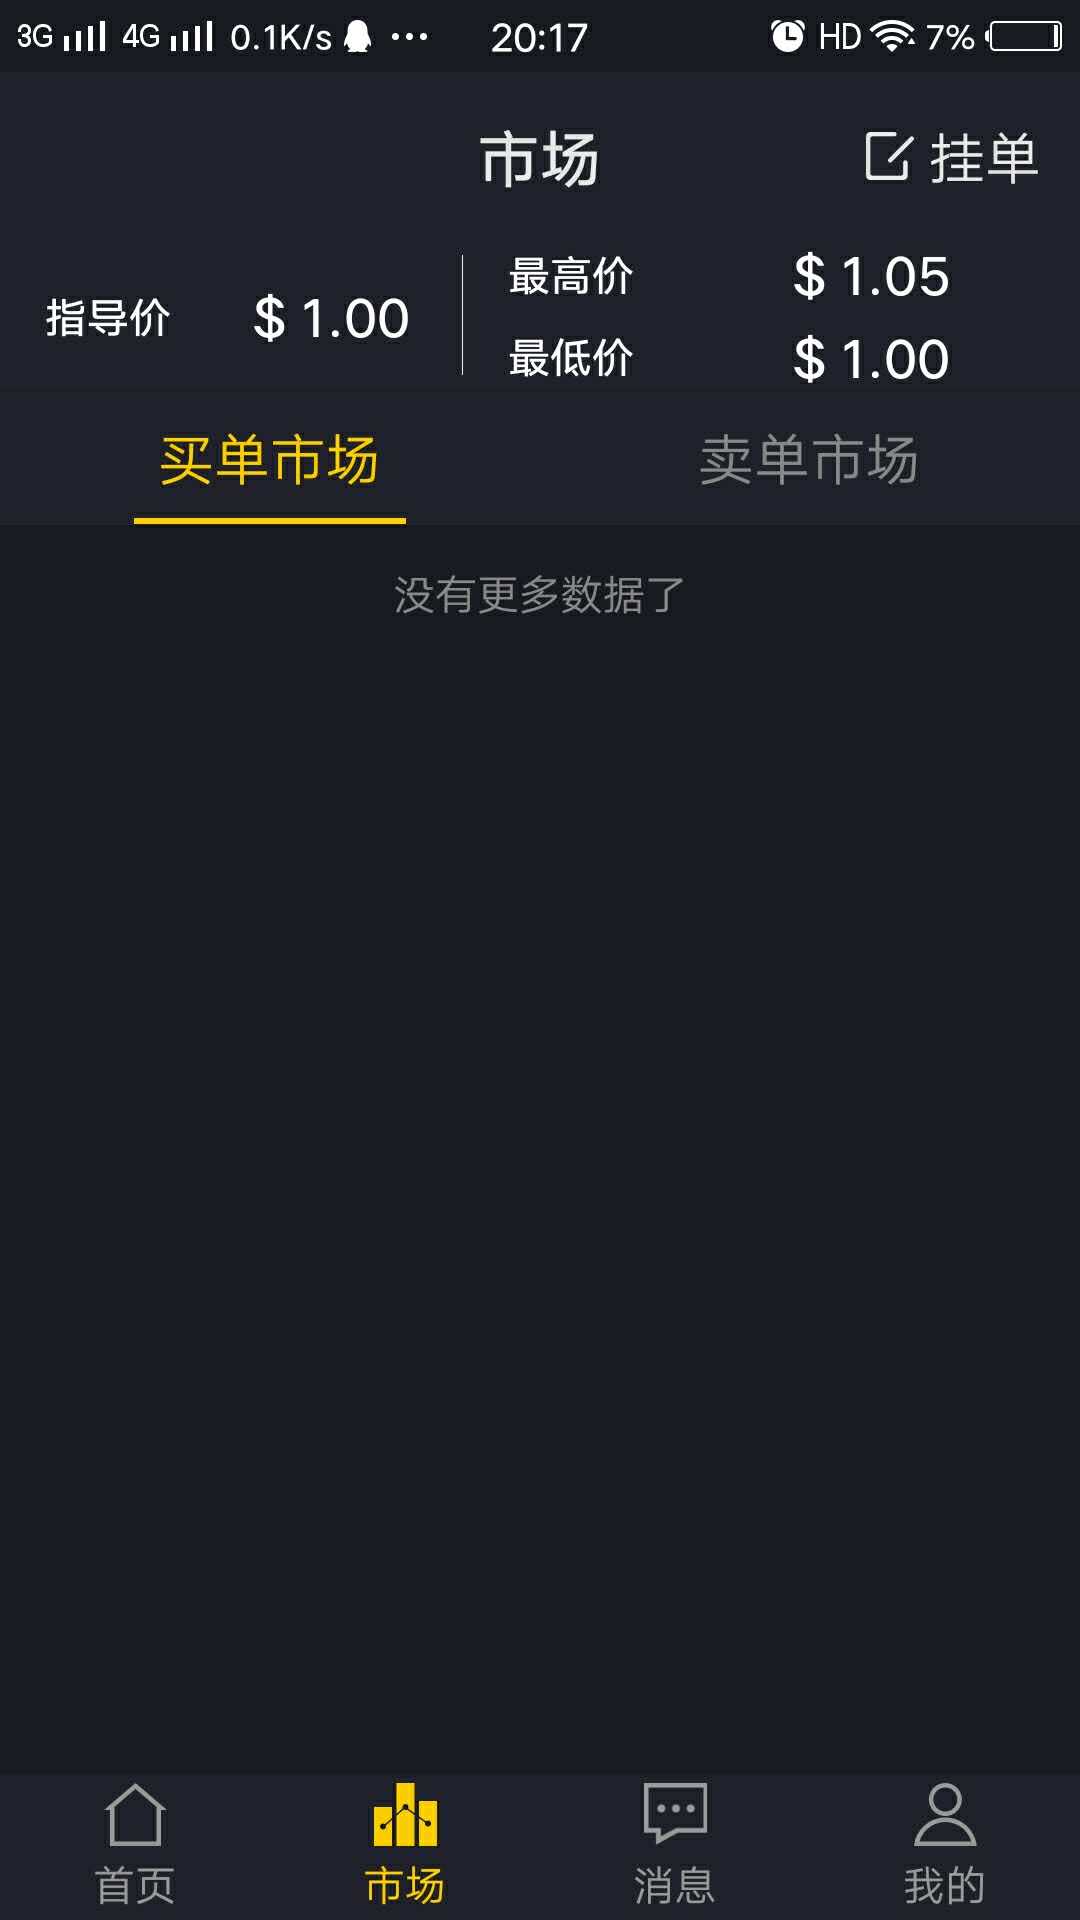 3G 4G 0.1K/s ••• 20:17 HD 7%
市场 挂单
指导价 $ 1.00
最高价 $ 1.05
最低价 $ 1.00
买单市场 卖单市场
没有更多数据了
首页 市场 消息 我的